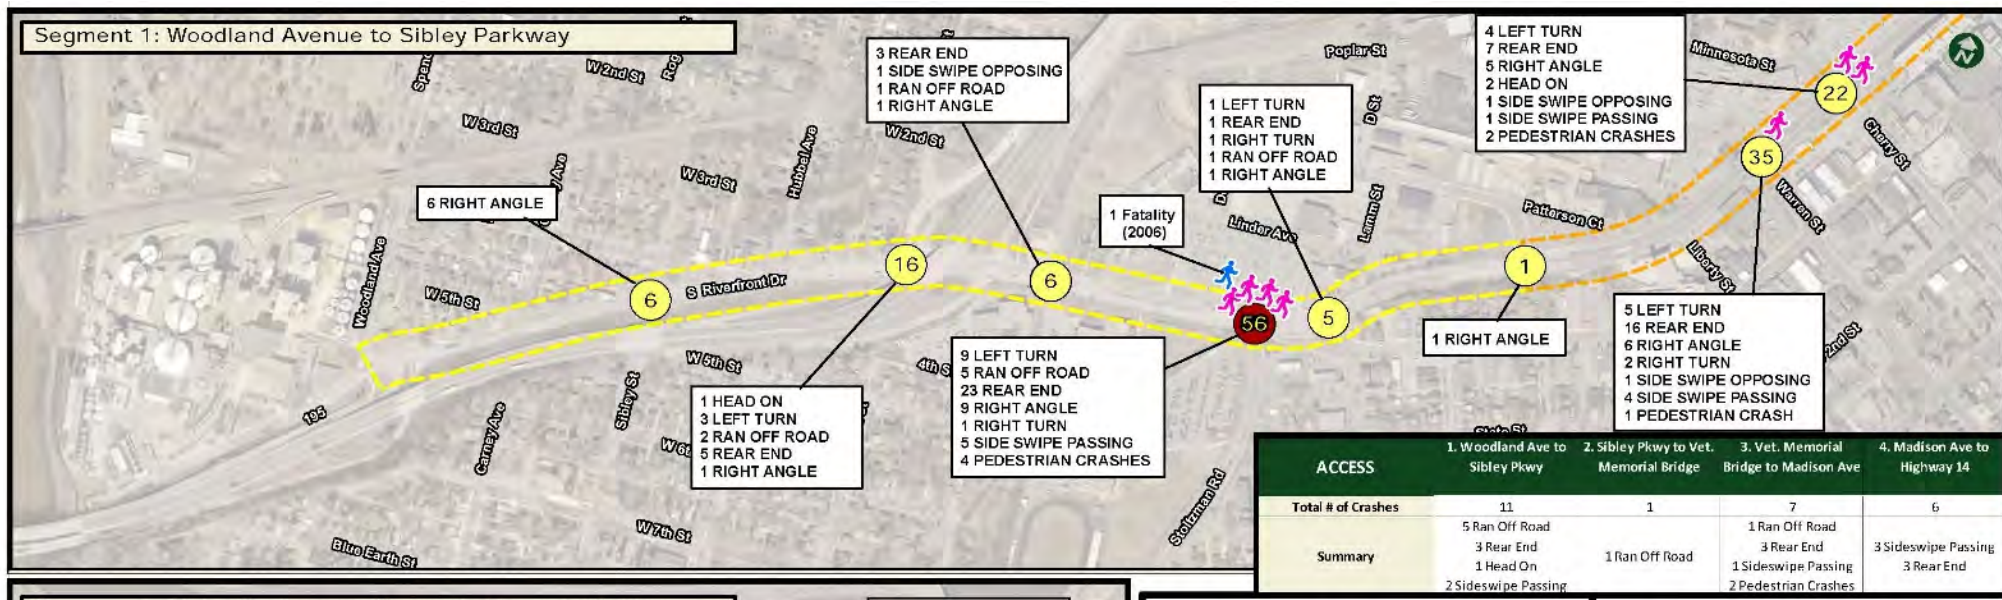 Segment 1: Woodland Avenue to Sibley Parkway
W 2nd St
W 3rd St
Hubbel Ave
W 3rd St
W 2nd St
Poplar St
D St
Minnesota St
N
3 REAR END
1 SIDE SWIPE OPPOSING
1 RAN OFF ROAD
1 RIGHT ANGLE
1 LEFT TURN
1 REAR END
1 RIGHT TURN
1 RAN OFF ROAD
1 RIGHT ANGLE
4 LEFT TURN
7 REAR END
5 RIGHT ANGLE
2 HEAD ON
1 SIDE SWIPE OPPOSING
1 SIDE SWIPE PASSING
2 PEDESTRIAN CRASHES
22
35
Cherry St
Warren St
Liberty St
Patterson Ct
Lamm St
Linder Ave
1 Fatality
(2006)
6 RIGHT ANGLE
Woodland Ave
W 5th St
6
S Riverfront Dr
16
6
56
5
1
1 RIGHT ANGLE
195
Carney Ave
Sibley St
W 5th St
W 7th St
Blue Earth St
Stoltzman Rd
1 HEAD ON
3 LEFT TURN
2 RAN OFF ROAD
5 REAR END
1 RIGHT ANGLE
9 LEFT TURN
5 RAN OFF ROAD
23 REAR END
9 RIGHT ANGLE
1 RIGHT TURN
5 SIDE SWIPE PASSING
4 PEDESTRIAN CRASHES
5 LEFT TURN
16 REAR END
6 RIGHT ANGLE
2 RIGHT TURN
1 SIDE SWIPE OPPOSING
4 SIDE SWIPE PASSING
1 PEDESTRIAN CRASH
2nd St
ACCESS
1. Woodland Ave to Sibley Pkwy
2. Sibley Pkwy to Vet. Memorial Bridge
3. Vet. Memorial Bridge to Madison Ave
4. Madison Ave to Highway 14
Total # of Crashes 11 1 7 6
Summary
5 Ran Off Road
3 Rear End
1 Head On
2 Sideswipe Passing
1 Ran Off Road
1 Ran Off Road
3 Rear End
1 Sideswipe Passing
2 Pedestrian Crashes
3 Sideswipe Passing
3 Rear End